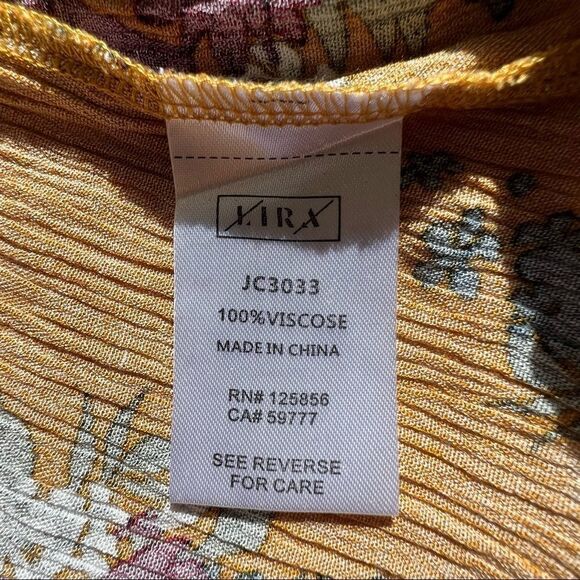 LIRA
JC3033
100%VISCOSE
MADE IN CHINA
RN# 125856
CA# 59777
SEE REVERSE
FOR CARE